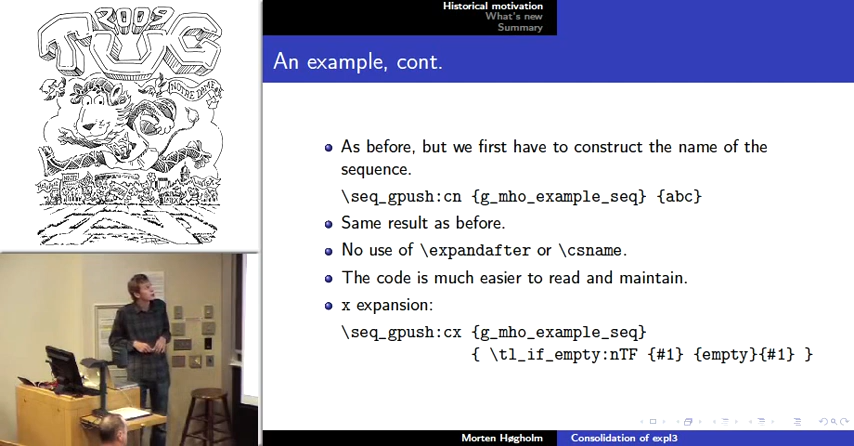 2009
TUG
NOTRE DAME
Historical motivation
What's new
Summary
An example, cont.
As before, but we first have to construct the name of the
sequence.
\seq_gpush:cn {g_mho_example_seq} {abc}
Same result as before.
No use of \expandafter or \csname.
The code is much easier to read and maintain.
x expansion:
\seq_gpush:cx {g_mho_example_seq}
{ \tl_if_empty:nTF {#1} {empty}{#1} }
Morten Høgholm
Consolidation of expl3